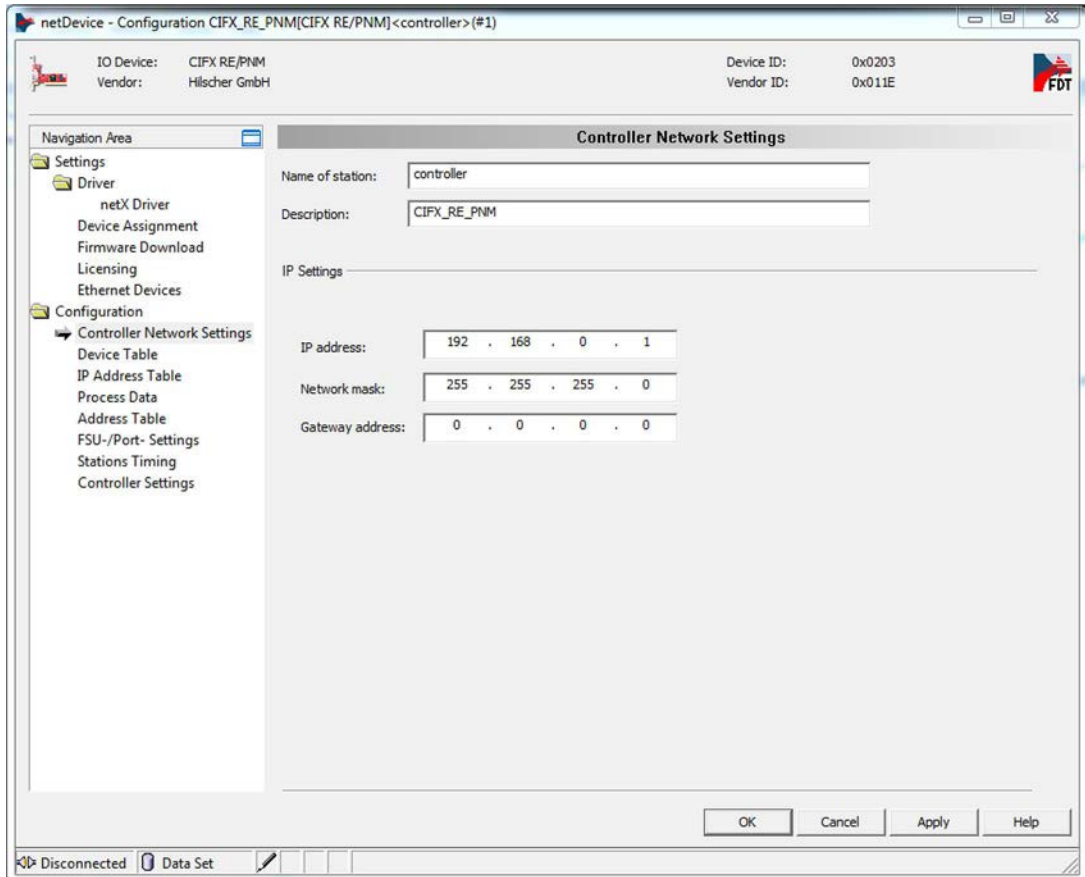 netDevice - Configuration CIFX_RE_PNM[CIFX RE/PNM]<controller>(#1)
IO Device: CIFX RE/PNM Device ID: 0x0203
Vendor: Hilscher GmbH Vendor ID: 0x011E
FDT
Navigation Area
Settings
Driver
netX Driver
Device Assignment
Firmware Download
Licensing
Ethernet Devices
Configuration
Controller Network Settings
Device Table
IP Address Table
Process Data
Address Table
FSU-/Port- Settings
Stations Timing
Controller Settings
Controller Network Settings
Name of station: controller
Description: CIFX_RE_PNM
IP Settings
IP address: 192 . 168 . 0 . 1
Network mask: 255 . 255 . 255 . 0
Gateway address: 0 . 0 . 0 . 0
OK Cancel Apply Help
Disconnected Data Set